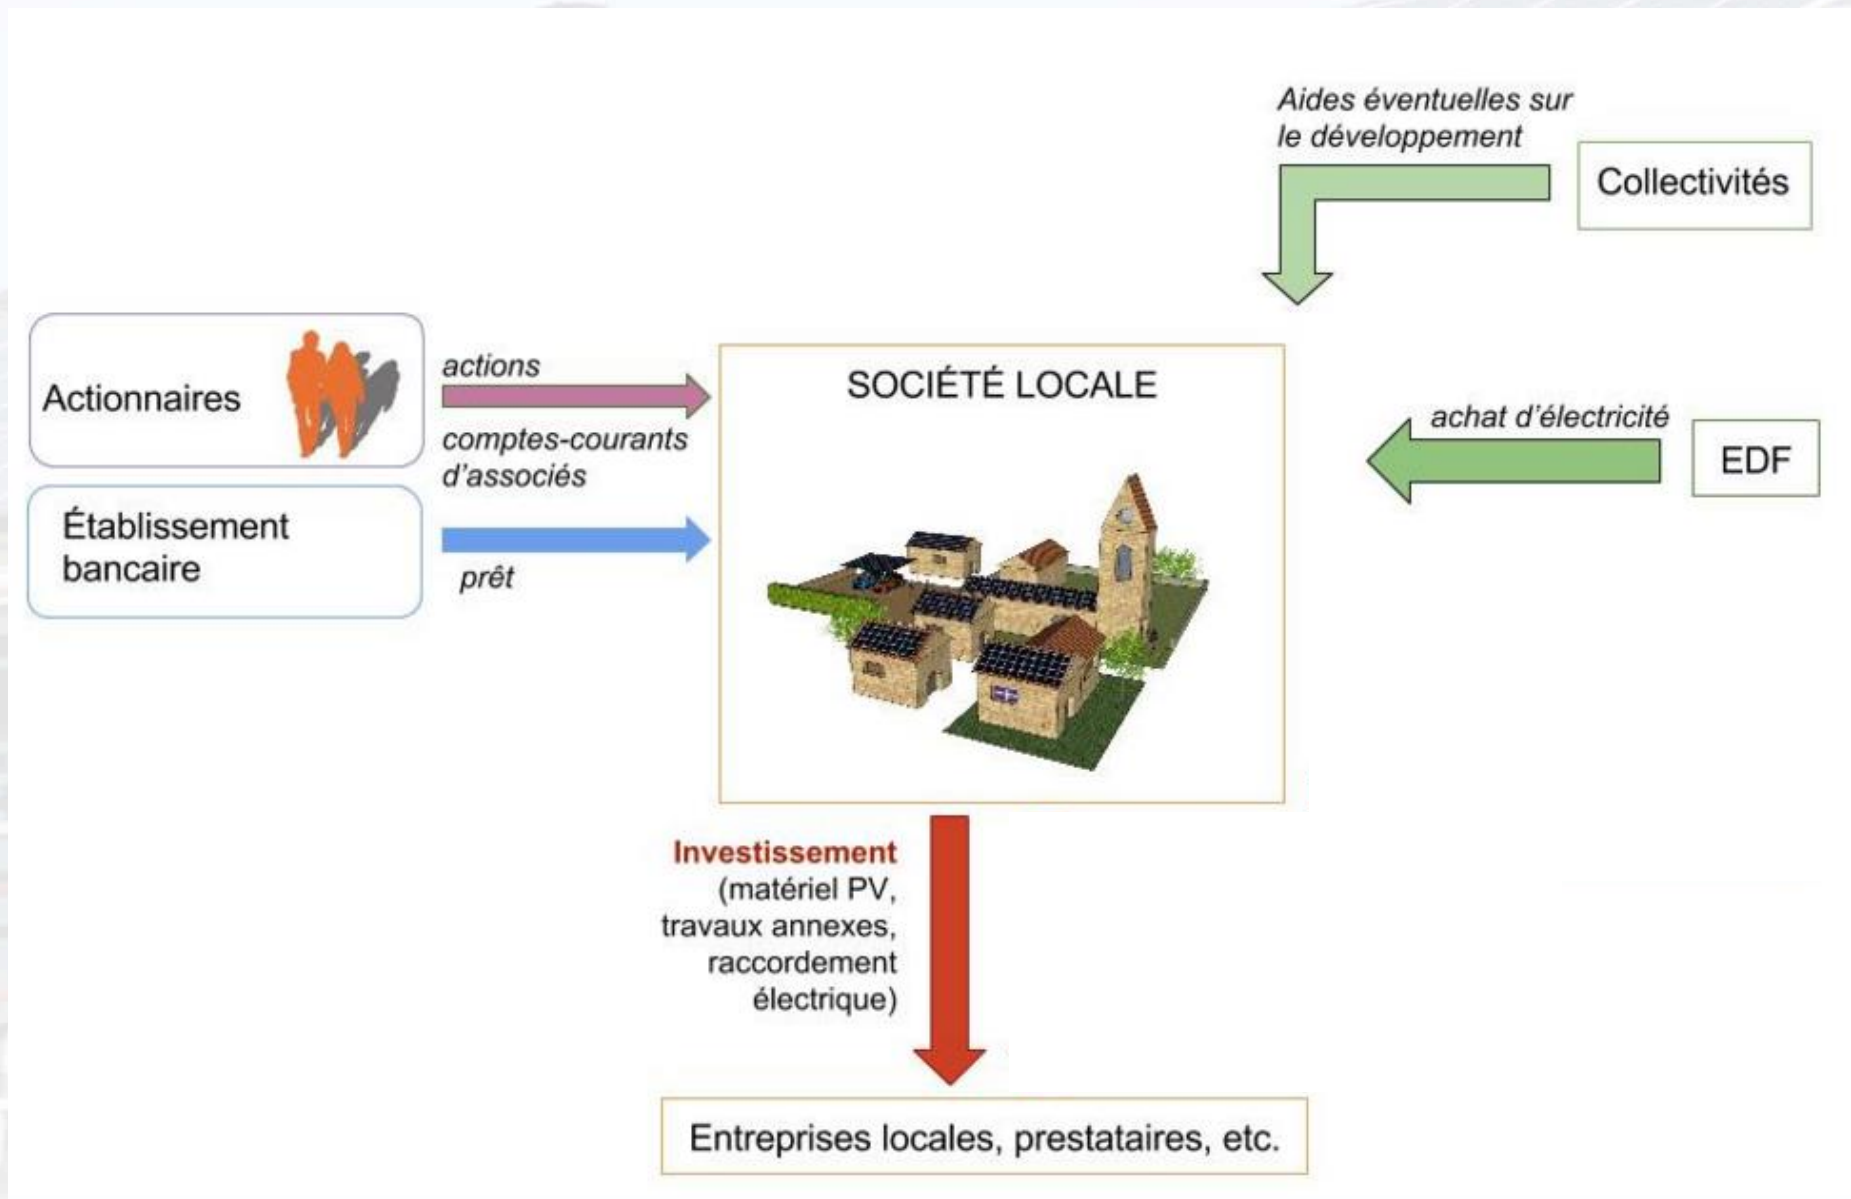 Aides éventuelles sur
le développement
Collectivités
Actionnaires
actions
comptes-courants
d'associés
SOCIÉTÉ LOCALE
achat d'électricité
EDF
Établissement
bancaire
prêt
Investissement
(matériel PV,
travaux annexes,
raccordement
électrique)
Entreprises locales, prestataires, etc.